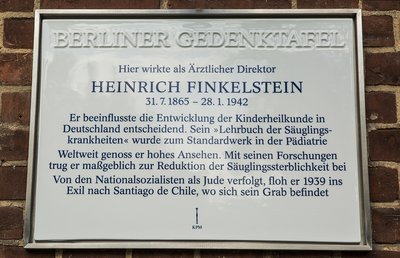 BERLINER GEDENKTAFEL
Hier wirkte als Ärztlicher Direktor
HEINRICH FINKELSTEIN
31. 7. 1865 – 28. 1. 1942
Er beeinflusste die Entwicklung der Kinderheilkunde in
Deutschland entscheidend. Sein »Lehrbuch der Säuglings-
krankheiten« wurde zum Standardwerk in der Pädiatrie
Weltweit genoss er hohes Ansehen. Mit seinen Forschungen
trug er maßgeblich zur Reduktion der Säuglingssterblichkeit bei
Von den Nationalsozialisten als Jude verfolgt, floh er 1939 ins
Exil nach Santiago de Chile, wo sich sein Grab befindet
KPM